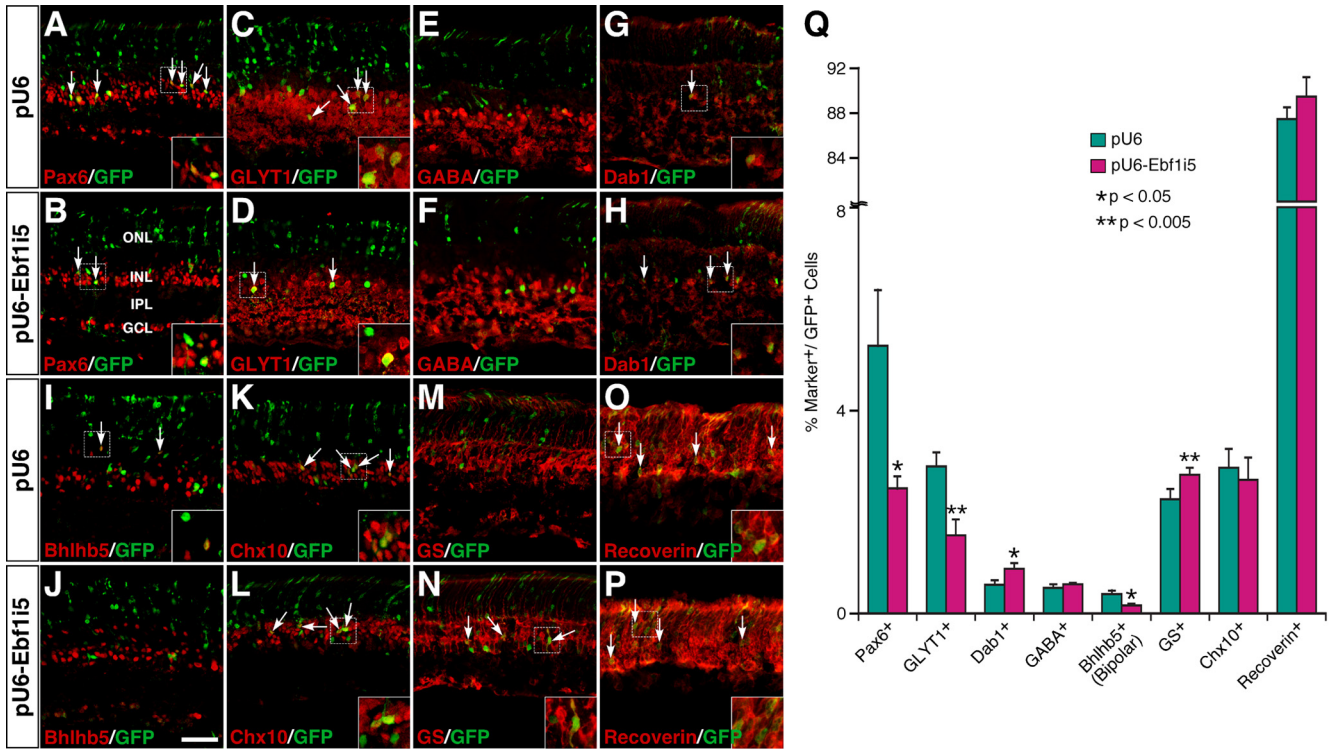 pU6
A
Pax6/GFP
C
GLYT1/GFP
E
GABA/GFP
G
Dab1/GFP
pU6-Ebf1i5
B
ONL
INL
IPL
GCL
Pax6/GFP
D
GLYT1/GFP
F
GABA/GFP
H
Dab1/GFP
pU6
I
Bhlhb5/GFP
K
Chx10/GFP
M
GS/GFP
O
Recoverin/GFP
pU6-Ebf1i5
J
Bhlhb5/GFP
L
Chx10/GFP
N
GS/GFP
P
Recoverin/GFP
Q
% Marker+/ GFP+ Cells
92
88
84
8
4
0
pU6
pU6-Ebf1i5
*p < 0.05
**p < 0.005
*
**
*
*
**
Pax6+
GLYT1+
Dab1+
GABA+
Bhlhb5+
(Bipolar)
GS+
Chx10+
Recoverin+